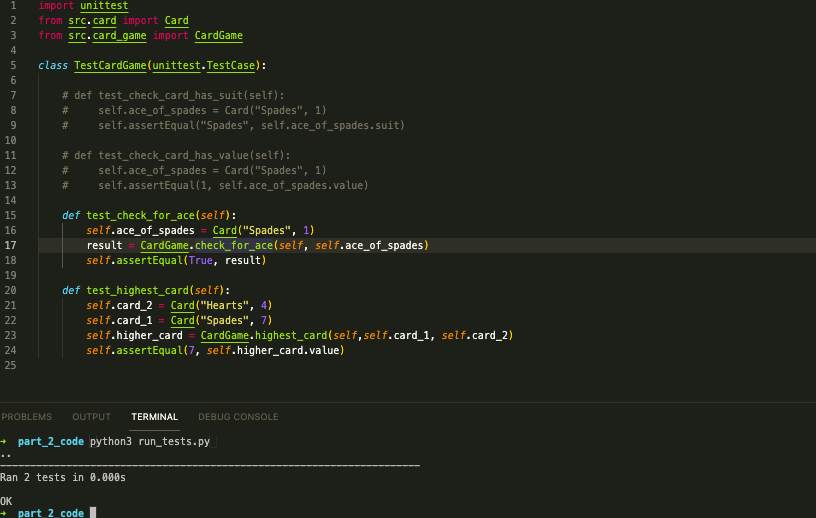 1 import unittest
2 from src.card import Card
3 from src.card_game import CardGame
4
5 class TestCardGame(unittest.TestCase):
6
7     # def test_check_card_has_suit(self):
8     #     self.ace_of_spades = Card("Spades", 1)
9     #     self.assertEqual("Spades", self.ace_of_spades.suit)
10
11     # def test_check_card_has_value(self):
12     #     self.ace_of_spades = Card("Spades", 1)
13     #     self.assertEqual(1, self.ace_of_spades.value)
14
15     def test_check_for_ace(self):
16         self.ace_of_spades = Card("Spades", 1)
17         result = CardGame.check_for_ace(self, self.ace_of_spades)
18         self.assertEqual(True, result)
19
20     def test_highest_card(self):
21         self.card_2 = Card("Hearts", 4)
22         self.card_1 = Card("Spades", 7)
23         self.higher_card = CardGame.highest_card(self,self.card_1, self.card_2)
24         self.assertEqual(7, self.higher_card.value)
25
PROBLEMS OUTPUT TERMINAL DEBUG CONSOLE
→ part_2_code python3 run_tests.py
..
----------------------------------------------------------------------
Ran 2 tests in 0.000s
OK
→ part_2_code